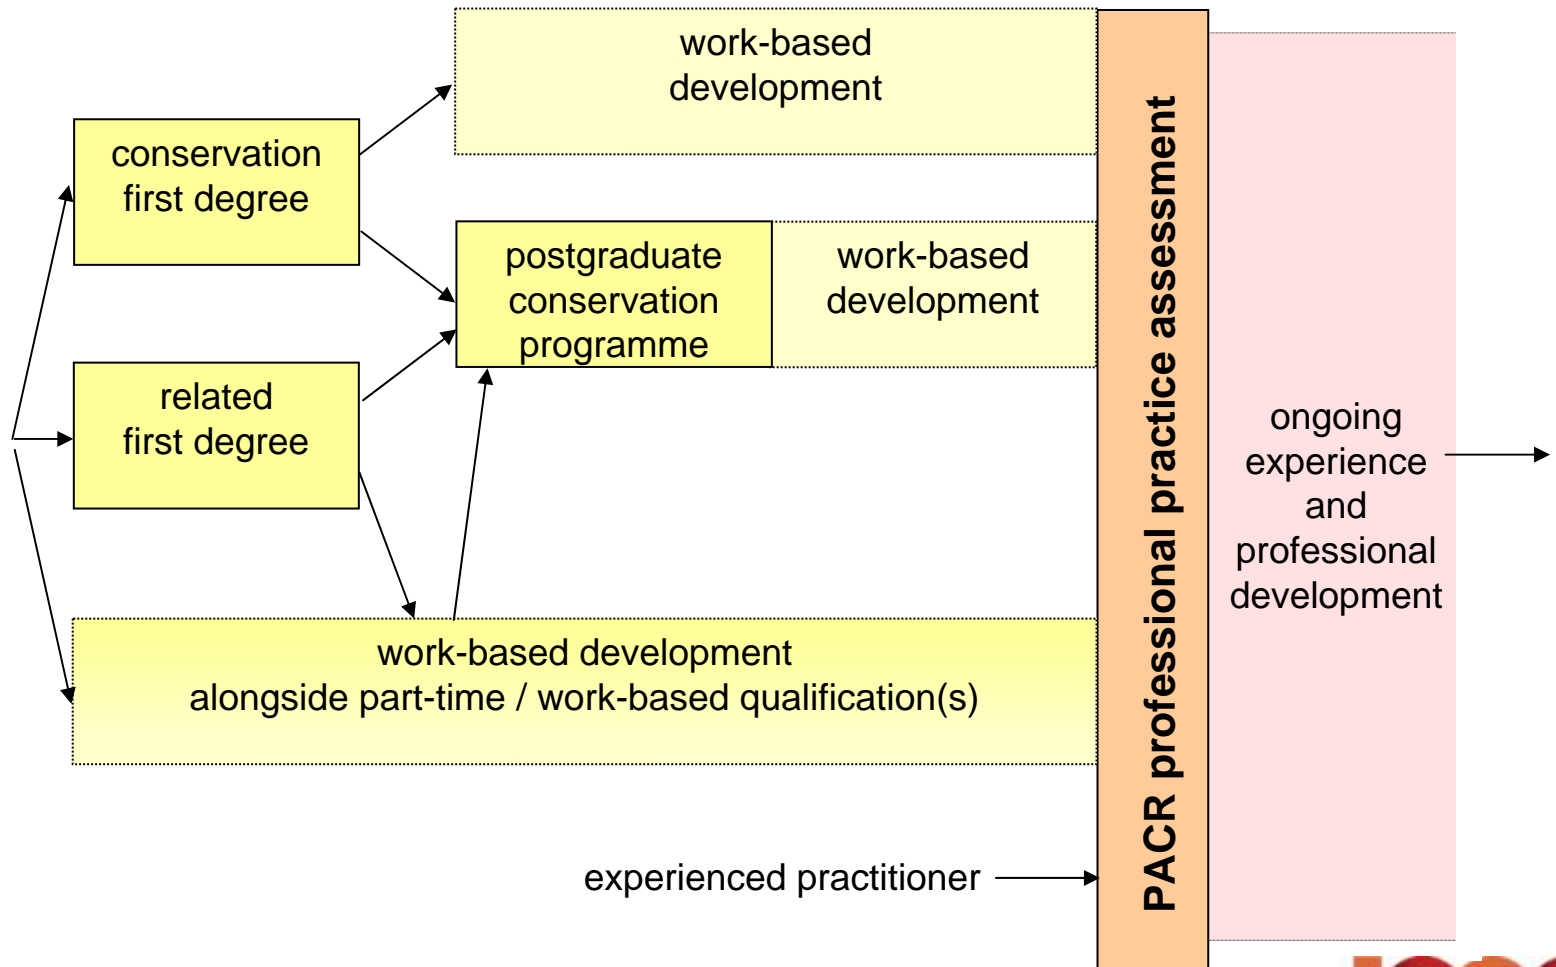 work-based
development
conservation
first degree
postgraduate
conservation
programme
work-based
development
related
first degree
work-based development
alongside part-time / work-based qualification(s)
experienced practitioner
PACR professional practice assessment
ongoing
experience
and
professional
development